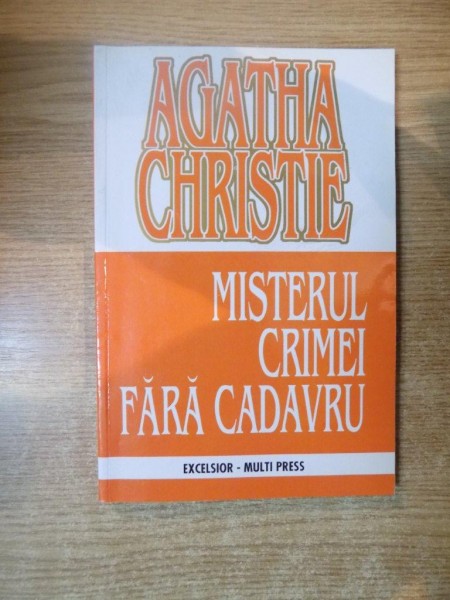 AGATHA
CHRISTIE
MISTERUL
CRIMEI
FĂRĂ CADAVRU
EXCELSIOR - MULTI PRESS